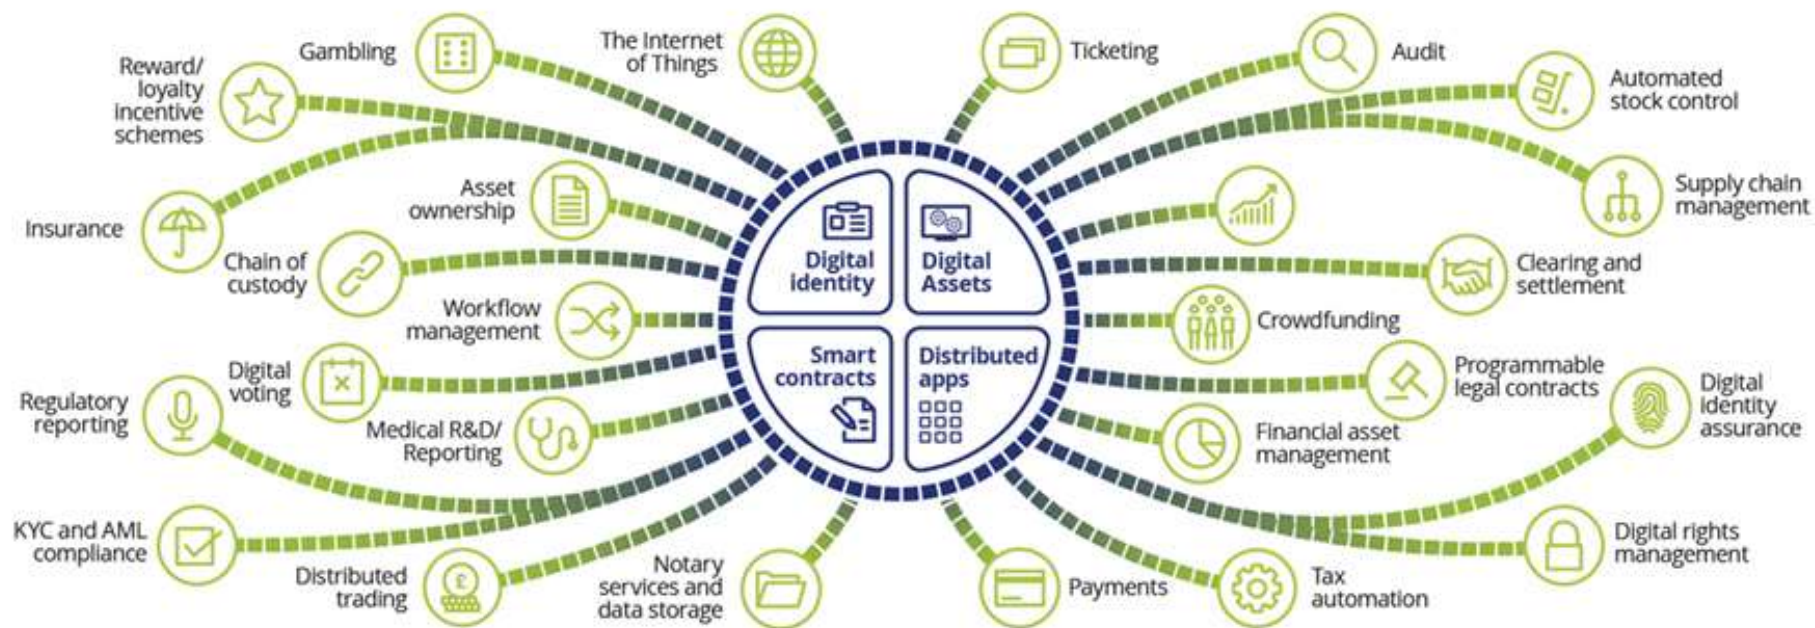 Gambling
The Internet
of Things
Ticketing
Audit
Reward/
loyalty
incentive
schemes
Automated
stock control
Asset
ownership
Supply chain
management
Insurance
Chain of
custody
Digital
identity
Digital
Assets
Clearing and
settlement
Workflow
management
Crowdfunding
Digital
voting
Smart
contracts
Distributed
apps
Programmable
legal contracts
Regulatory
reporting
Digital
identity
assurance
Medical R&D/
Reporting
Financial asset
management
KYC and AML
compliance
Digital rights
management
Distributed
trading
£
Notary
services and
data storage
Payments
Tax
automation